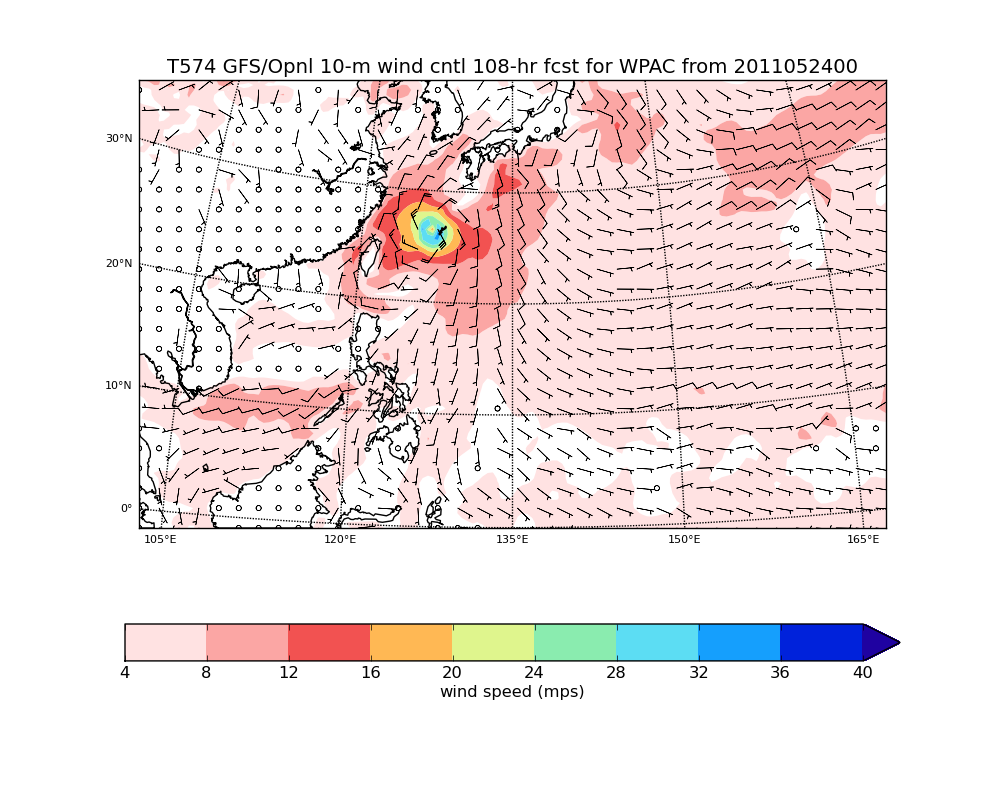 T574 GFS/Opnl 10-m wind cntl 108-hr fcst for WPAC from 2011052400
30°N
20°N
10°N
0°
105°E 120°E 135°E 150°E 165°E
4 8 12 16 20 24 28 32 36 40
wind speed (mps)